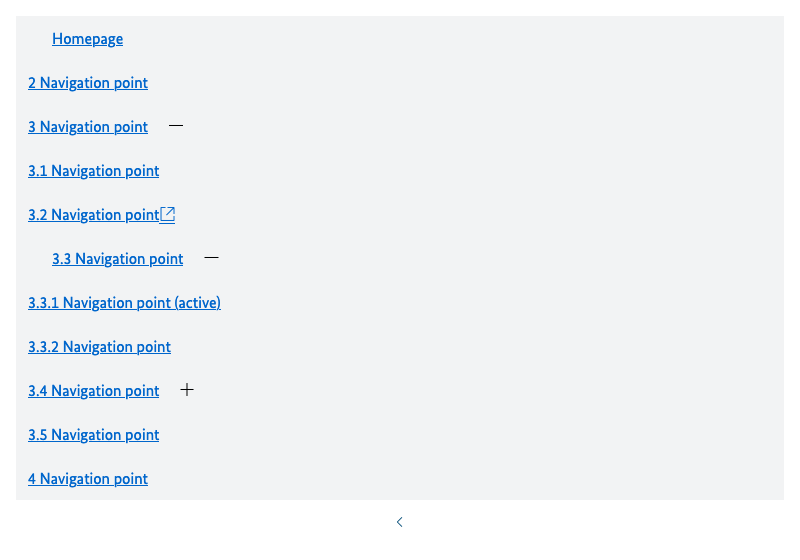 Homepage
2 Navigation point
3 Navigation point
3.1 Navigation point
3.2 Navigation point
3.3 Navigation point
3.3.1 Navigation point (active)
3.3.2 Navigation point
3.4 Navigation point
3.5 Navigation point
4 Navigation point